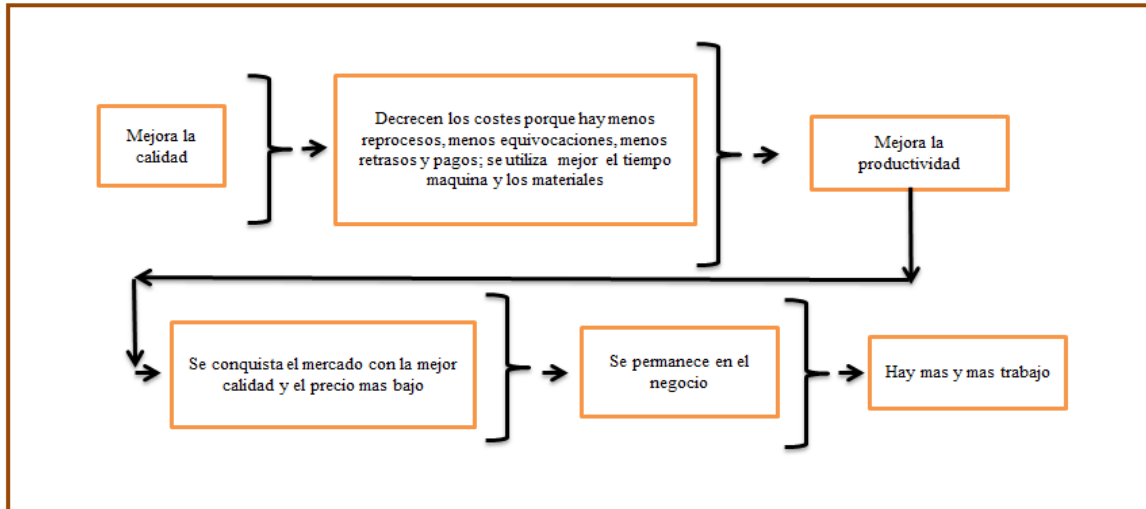 Mejora la
calidad
Decrecen los costes porque hay menos
reprocesos, menos equivocaciones, menos
retrasos y pagos; se utiliza mejor el tiempo
maquina y los materiales
Mejora la
productividad
Se conquista el mercado con la mejor
calidad y el precio mas bajo
Se permanece en el
negocio
Hay mas y mas trabajo